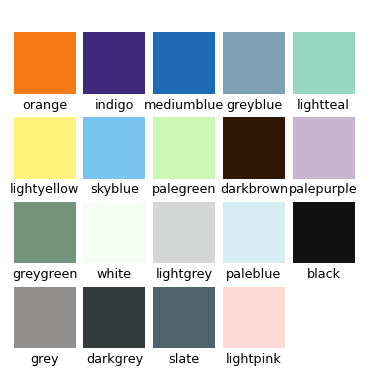 orange indigo mediumblue greyblue lightteal
lightyellow skyblue palegreen darkbrown palepurple
greygreen white lightgrey paleblue black
grey darkgrey slate lightpink